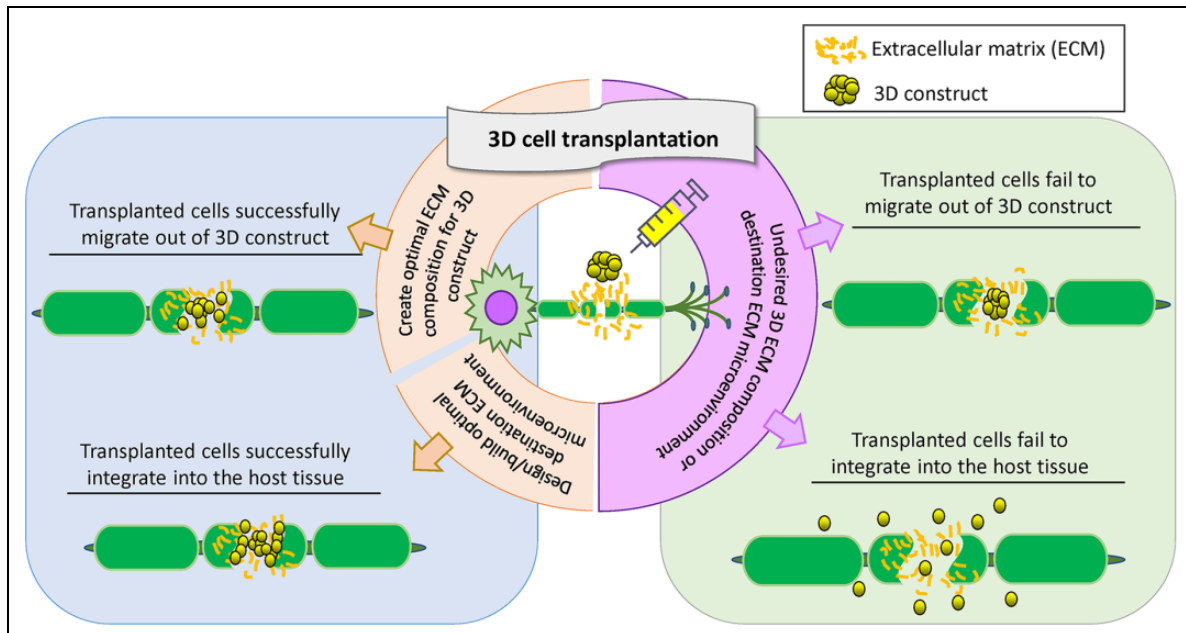 Extracellular matrix (ECM)
3D construct
3D cell transplantation
Transplanted cells successfully
migrate out of 3D construct
Create optimal ECM
composition for 3D
construct
Undesired 3D ECM composition or
destination ECM microenvironment
Transplanted cells fail to
migrate out of 3D construct
Design/build optimal
destination ECM
microenvironment
Transplanted cells successfully
integrate into the host tissue
Transplanted cells fail to
integrate into the host tissue